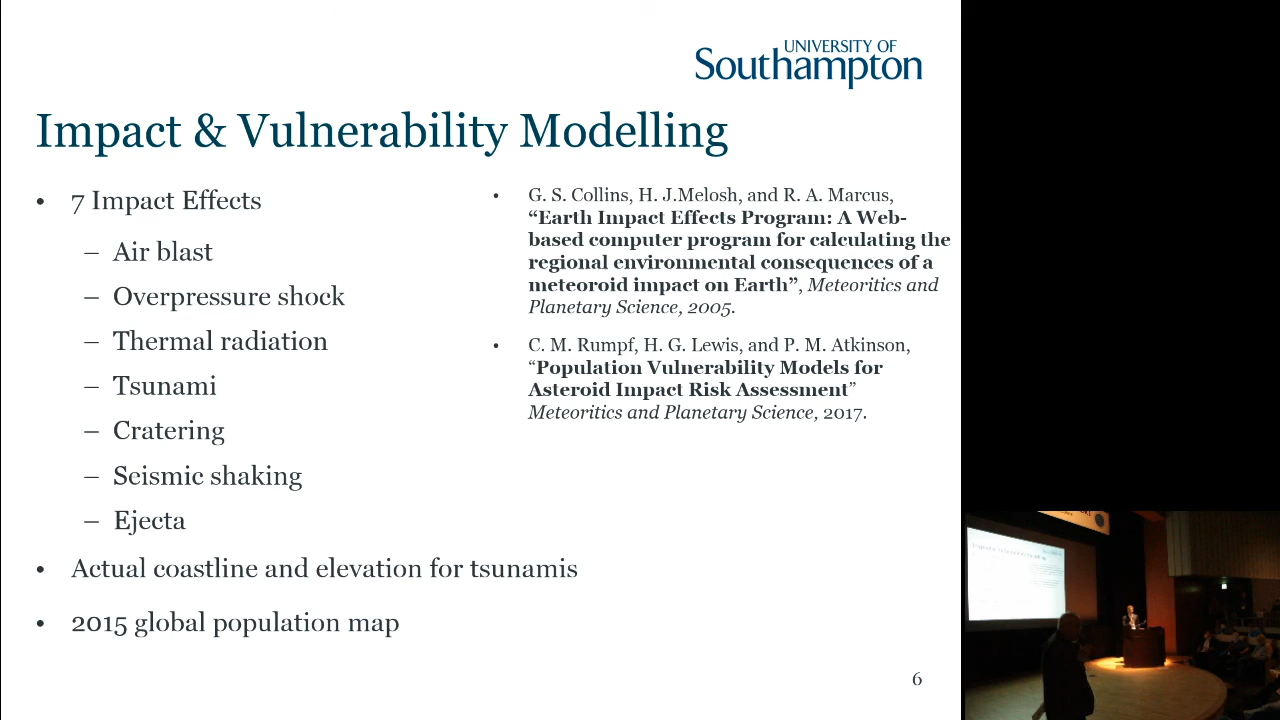 UNIVERSITY OF
Southampton
Impact & Vulnerability Modelling
• 7 Impact Effects
– Air blast
– Overpressure shock
– Thermal radiation
– Tsunami
– Cratering
– Seismic shaking
– Ejecta
• Actual coastline and elevation for tsunamis
• 2015 global population map
• G. S. Collins, H. J.Melosh, and R. A. Marcus,
“Earth Impact Effects Program: A Web-
based computer program for calculating the
regional environmental consequences of a
meteoroid impact on Earth”, Meteoritics and
Planetary Science, 2005.
• C. M. Rumpf, H. G. Lewis, and P. M. Atkinson,
“Population Vulnerability Models for
Asteroid Impact Risk Assessment”
Meteoritics and Planetary Science, 2017.
6